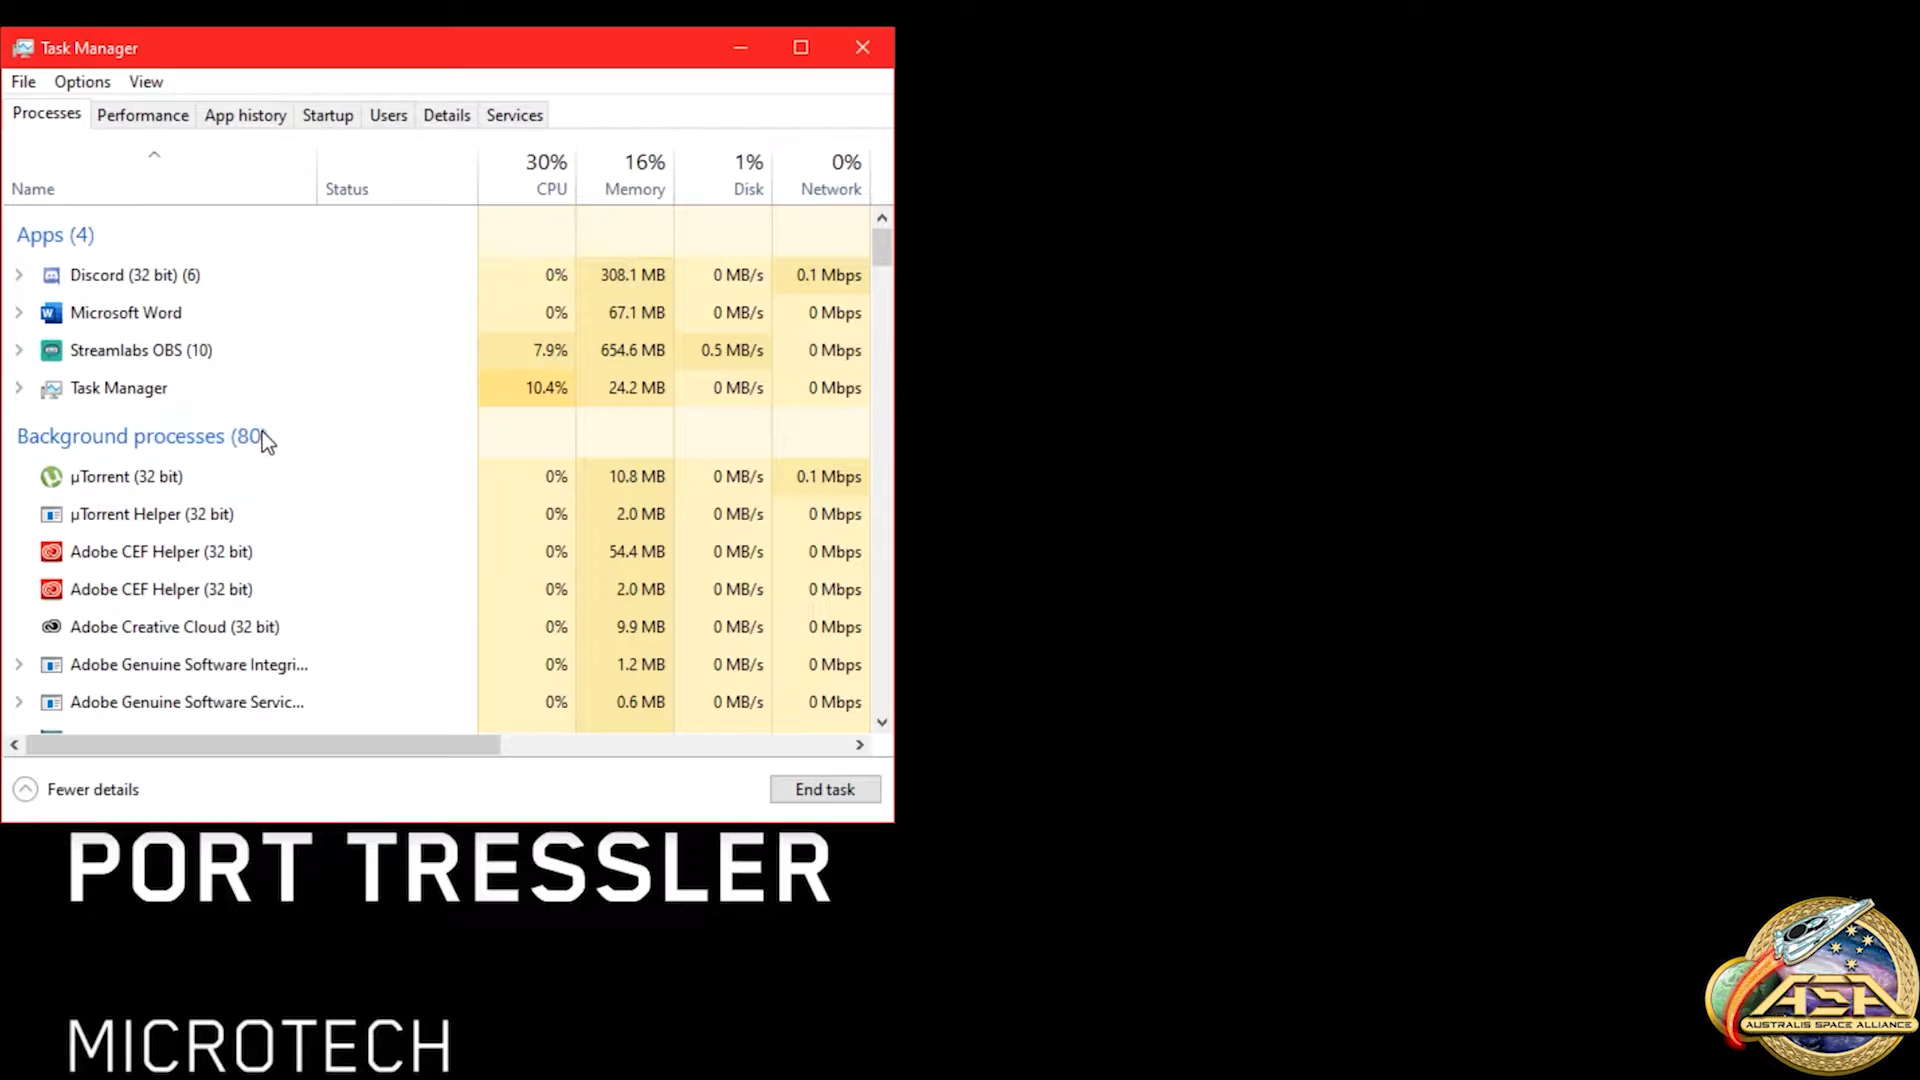 Task Manager
File Options View
Processes Performance App history Startup Users Details Services
30% 16% 1% 0%
Name Status CPU Memory Disk Network
Apps (4)
Discord (32 bit) (6) 0% 308.1 MB 0 MB/s 0.1 Mbps
Microsoft Word 0% 67.1 MB 0 MB/s 0 Mbps
Streamlabs OBS (10) 7.9% 654.6 MB 0.5 MB/s 0 Mbps
Task Manager 10.4% 24.2 MB 0 MB/s 0 Mbps
Background processes (80)
µTorrent (32 bit) 0% 10.8 MB 0 MB/s 0.1 Mbps
µTorrent Helper (32 bit) 0% 2.0 MB 0 MB/s 0 Mbps
Adobe CEF Helper (32 bit) 0% 54.4 MB 0 MB/s 0 Mbps
Adobe CEF Helper (32 bit) 0% 2.0 MB 0 MB/s 0 Mbps
Adobe Creative Cloud (32 bit) 0% 9.9 MB 0 MB/s 0 Mbps
Adobe Genuine Software Integri... 0% 1.2 MB 0 MB/s 0 Mbps
Adobe Genuine Software Servic... 0% 0.6 MB 0 MB/s 0 Mbps
Fewer details End task
PORT TRESSLER
MICROTECH
ASA
AUSTRALIS SPACE ALLIANCE